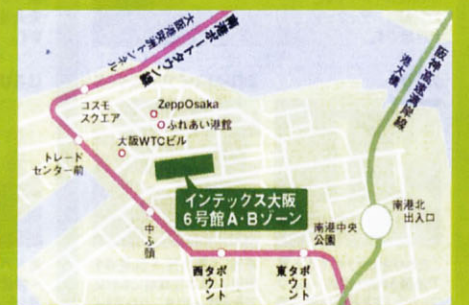 南港ポートタウン線
大阪港咲洲トンネル
阪神高速湾岸線
港大橋
コスモ
スクエア
ZeppOsaka
ふれあい港館
大阪WTCビル
トレード
センター前
インテックス大阪
6号館A・Bゾーン
中ふ頭
南港中央
公園
南港北
出入口
ポート
タウン
西
ポート
タウン
東